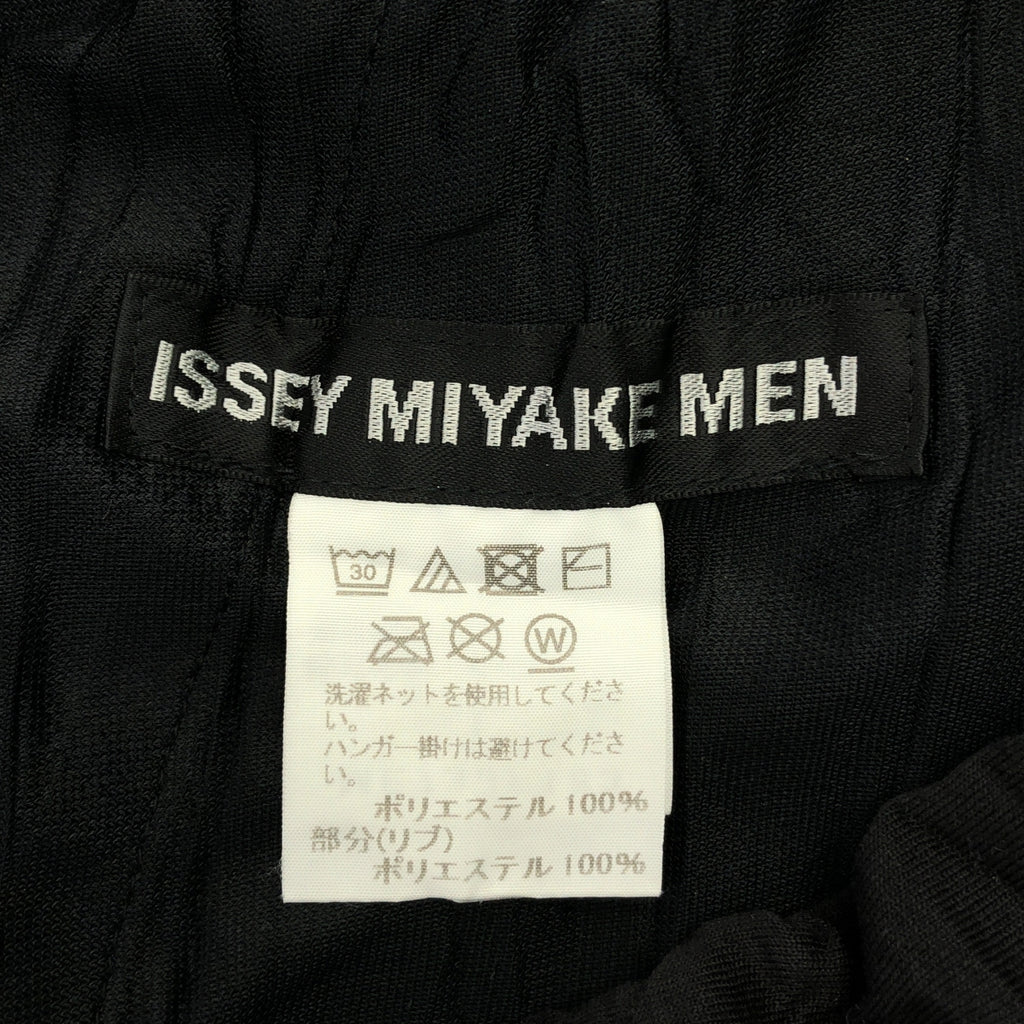 ISSEY MIYAKE MEN
30
W
洗濯ネットを使用してくださ
い。
ハンガー掛けは避けてくださ
い。
ポリエステル 100%
部分(リブ)
ポリエステル 100%